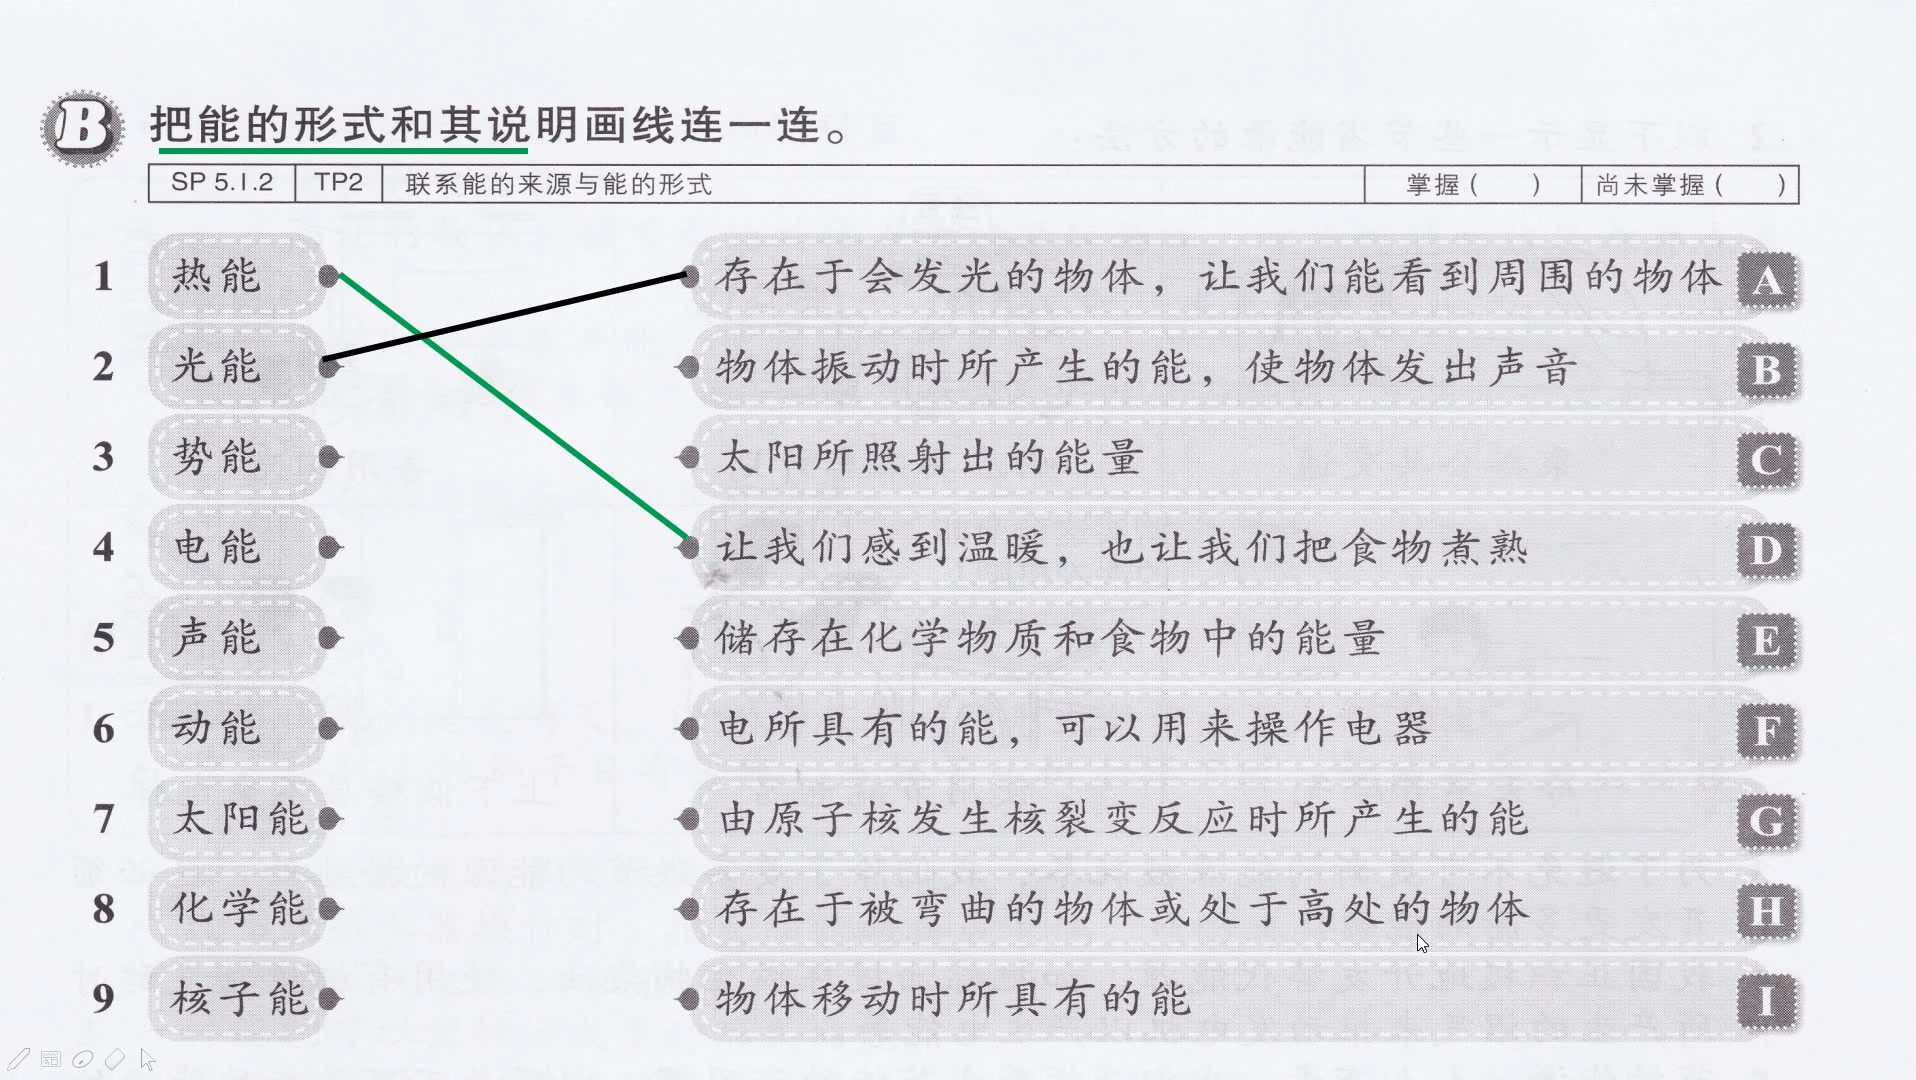 B 把能的形式和其说明画线连一连。
SP 5.1.2 TP2 联系能的来源与能的形式 掌握 ( ) 尚未掌握 ( )
1 热能 存在于会发光的物体，让我们能看到周围的物体 A
2 光能 物体振动时所产生的能，使物体发出声音 B
3 势能 太阳所照射出的能量 C
4 电能 让我们感到温暖，也让我们把食物煮熟 D
5 声能 储存在化学物质和食物中的能量 E
6 动能 电所具有的能，可以用来操作电器 F
7 太阳能 由原子核发生核裂变反应时所产生的能 G
8 化学能 存在于被弯曲的物体或处于高处的物体 H
9 核子能 物体移动时所具有的能 I